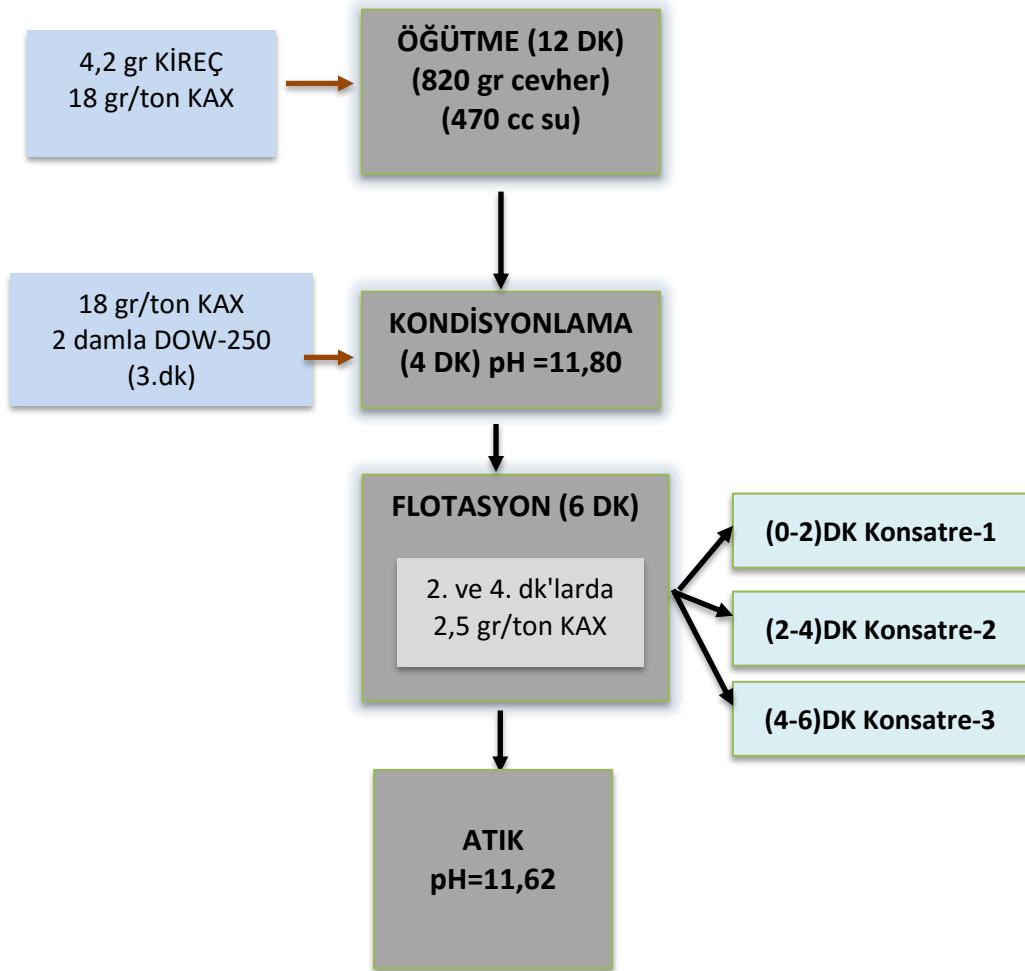 4,2 gr KİREÇ
18 gr/ton KAX
ÖĞÜTME (12 DK)
(820 gr cevher)
(470 cc su)
18 gr/ton KAX
2 damla DOW-250
(3.dk)
KONDİSYONLAMA
(4 DK) pH =11,80
FLOTASYON (6 DK)
2. ve 4. dk'larda
2,5 gr/ton KAX
(0-2)DK Konsatre-1
(2-4)DK Konsatre-2
(4-6)DK Konsatre-3
ATIK
pH=11,62